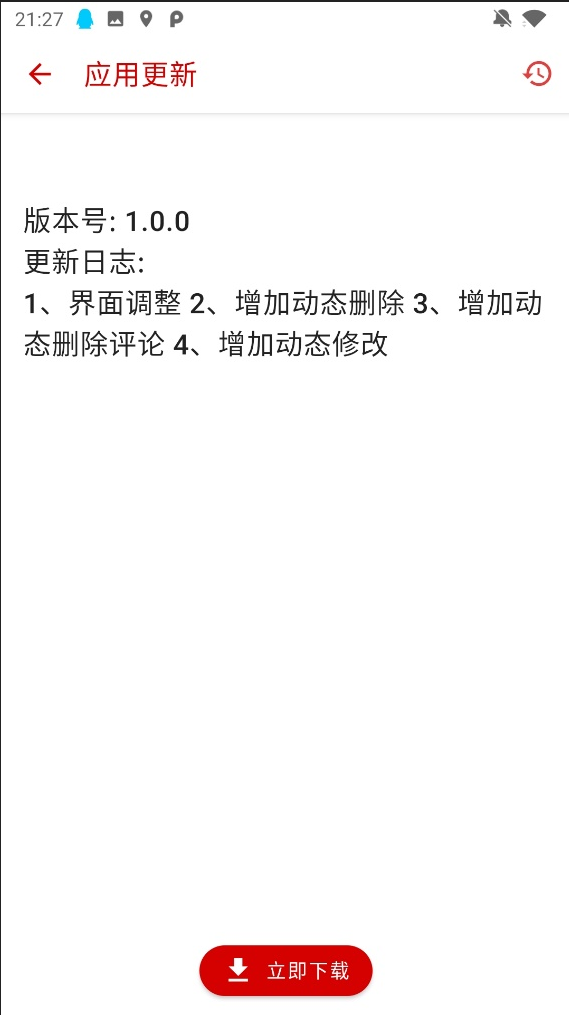 21:27
应用更新
版本号: 1.0.0
更新日志:
1、界面调整 2、增加动态删除 3、增加动
态删除评论 4、增加动态修改
立即下载